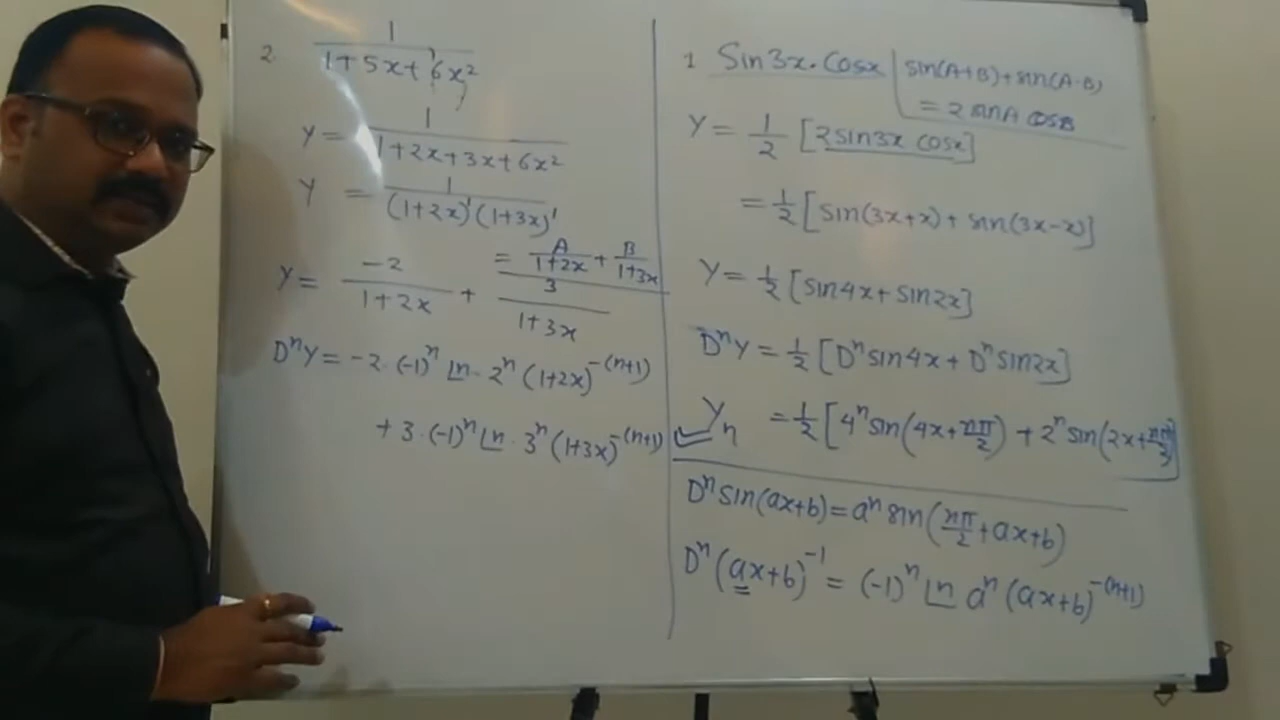 2. 1/(1+5x+6x²)
Y = 1/(1+2x+3x+6x²)
Y = 1/((1+2x)'(1+3x)')
= A/(1+2x) + B/(1+3x)
Y = -2/(1+2x) + 3/(1+3x)
Dⁿy = -2·(-1)ⁿ |n · 2ⁿ (1+2x)^-(n+1)
+ 3·(-1)ⁿ |n · 3ⁿ (1+3x)^-(n+1)
1 Sin3x·Cosx
sin(A+B)+sin(A-B)
= 2 sinA cosB
Y = 1/2 [2sin3x cosx]
= 1/2 [sin(3x+x) + sin(3x-x)]
Y = 1/2 [sin4x + sin2x]
Dⁿy = 1/2 [Dⁿ sin4x + Dⁿ sin2x]
Yₙ = 1/2 [4ⁿ sin(4x+nπ/2) + 2ⁿ sin(2x+nπ/2)]
Dⁿ sin(ax+b) = aⁿ sin(nπ/2 + ax+b)
Dⁿ (ax+b)^-1 = (-1)ⁿ |n aⁿ (ax+b)^-(n+1)